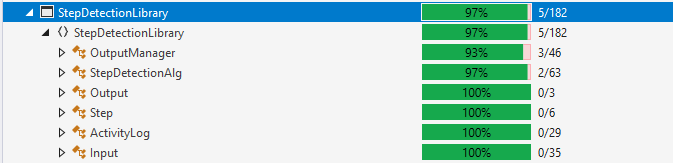 StepDetectionLibrary 97% 5/182
StepDetectionLibrary 97% 5/182
OutputManager 93% 3/46
StepDetectionAlg 97% 2/63
Output 100% 0/3
Step 100% 0/6
ActivityLog 100% 0/29
Input 100% 0/35